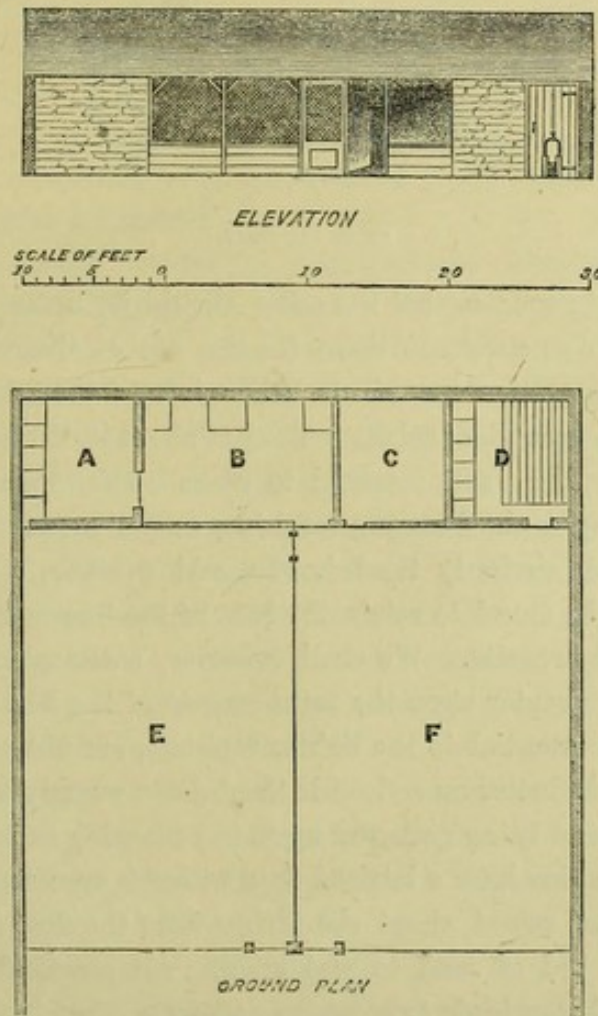 ELEVATION
SCALE OF FEET
10 5 0 10 20 30
A B C D
E F
GROUND PLAN